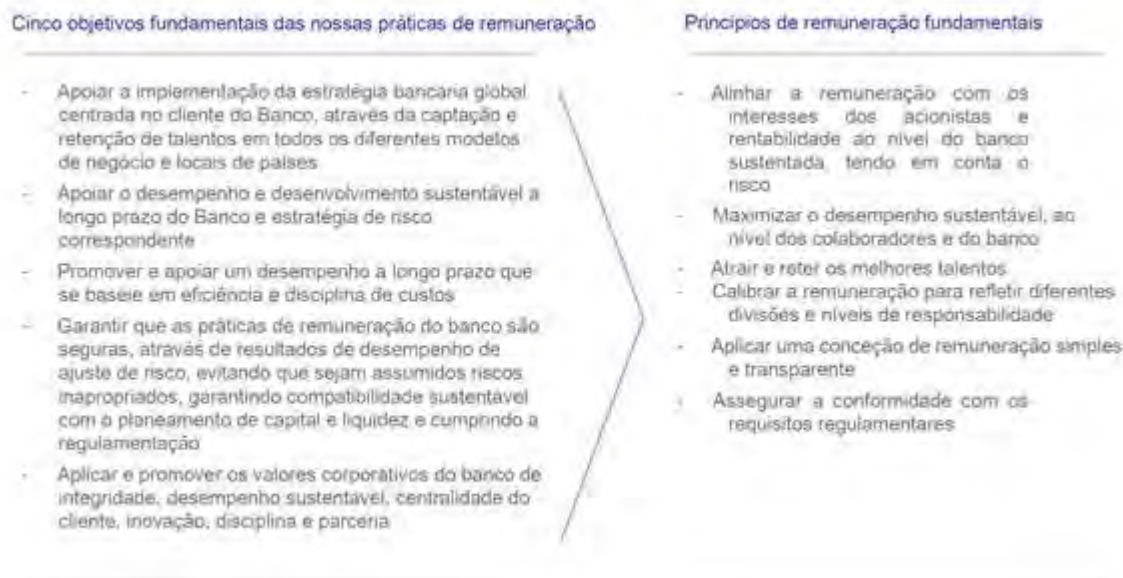 Cinco objetivos fundamentais das nossas práticas de remuneração
- Apoiar a implementação da estratégia bancária global
centrada no cliente do Banco, através da captação e
retenção de talentos em todos os diferentes modelos
de negócio e locais de países
- Apoiar o desempenho e desenvolvimento sustentável a
longo prazo do Banco e estratégia de risco
correspondente
- Promover e apoiar um desempenho a longo prazo que
se baseie em eficiência e disciplina de custos
- Garantir que as práticas de remuneração do banco são
seguras, através de resultados de desempenho de
ajuste de risco, evitando que sejam assumidos riscos
inapropriados, garantindo compatibilidade sustentável
com o planeamento de capital e liquidez e cumprindo a
regulamentação
- Aplicar e promover os valores corporativos do banco de
integridade, desempenho sustentável, centralidade do
cliente, inovação, disciplina e parceria
Princípios de remuneração fundamentais
- Alinhar a remuneração com os
interesses dos acionistas e
rentabilidade ao nível do banco
sustentada, tendo em conta o
risco
- Maximizar o desempenho sustentável, ao
nível dos colaboradores e do banco
- Atrair e reter os melhores talentos
- Calibrar a remuneração para refletir diferentes
divisões e níveis de responsabilidade
- Aplicar uma conceção de remuneração simples
e transparente
- Assegurar a conformidade com os
requisitos regulamentares